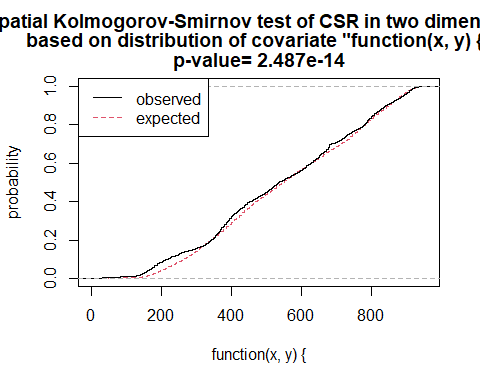 patial Kolmogorov-Smirnov test of CSR in two dimen
based on distribution of covariate "function(x, y) {
p-value= 2.487e-14
observed
expected
probability
0.0
0.2
0.4
0.6
0.8
1.0
0
200
400
600
800
function(x, y) {